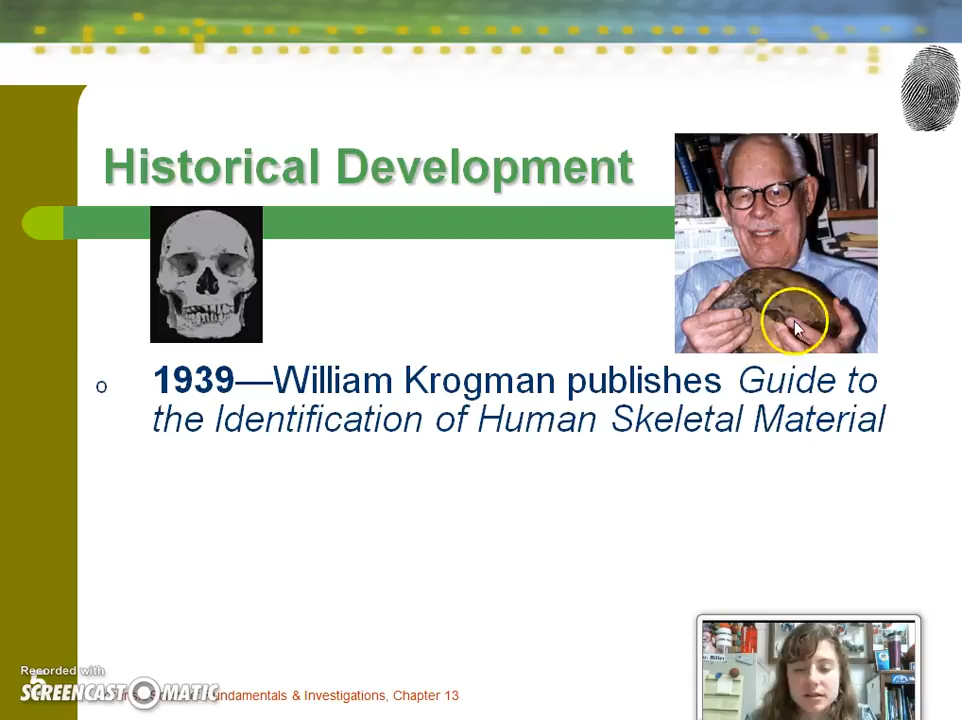 Historical Development
o 1939—William Krogman publishes Guide to
the Identification of Human Skeletal Material
Recorded with
SCREENCAST MATIC
Fundamentals & Investigations, Chapter 13